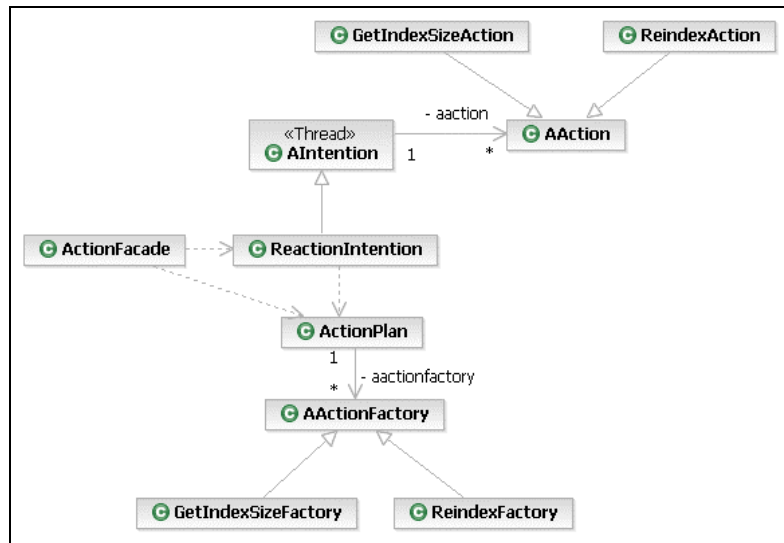 GetIndexSizeAction
ReindexAction
«Thread»
AIntention
- aaction
1
*
AAction
ActionFacade
ReactionIntention
ActionPlan
1
- aactionfactory
*
AActionFactory
GetIndexSizeFactory
ReindexFactory